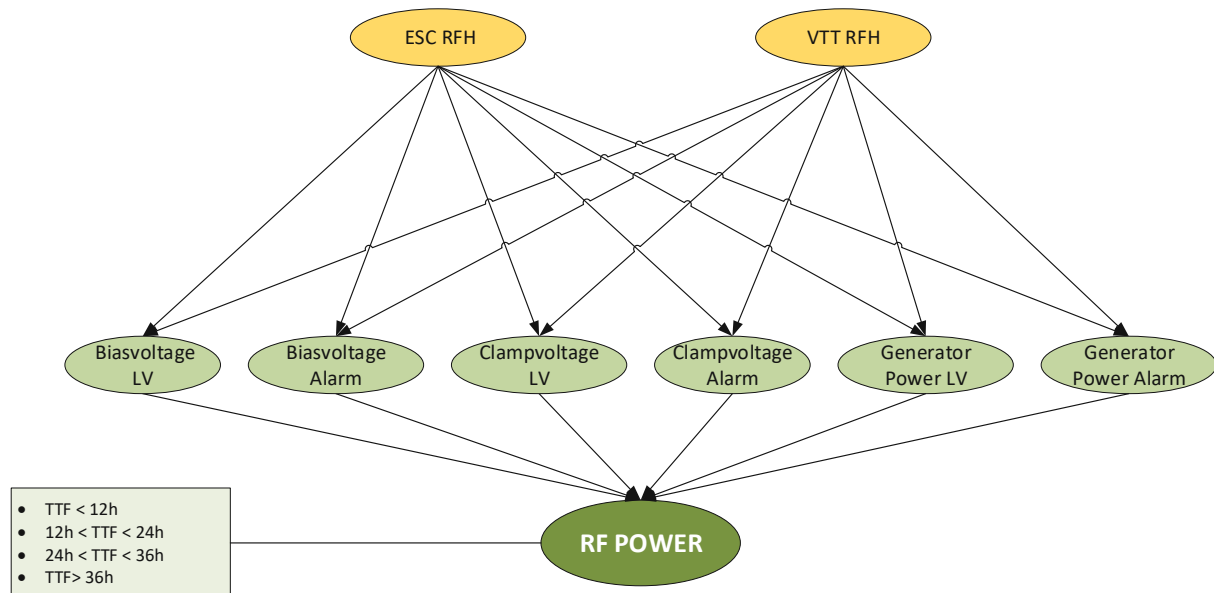 ESC RFH
VTT RFH
Biasvoltage
LV
Biasvoltage
Alarm
Clampvoltage
LV
Clampvoltage
Alarm
Generator
Power LV
Generator
Power Alarm
• TTF < 12h
• 12h < TTF < 24h
• 24h < TTF < 36h
• TTF> 36h
RF POWER